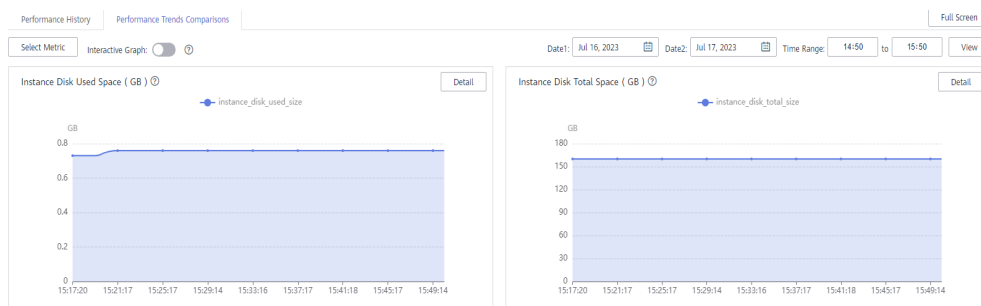 Performance History Performance Trends Comparisons Full Screen
Select Metric Interactive Graph: Date1: Jul 16, 2023 Date2: Jul 17, 2023 Time Range: 14:50 to 15:50 View
Instance Disk Used Space ( GB ) Detail
instance_disk_used_size
GB
0.8
0.6
0.4
0.2
0
15:17:20 15:21:17 15:25:17 15:29:14 15:33:16 15:37:17 15:41:18 15:45:17 15:49:14
Instance Disk Total Space ( GB ) Detail
instance_disk_total_size
GB
180
150
120
90
60
30
0
15:17:20 15:21:17 15:25:17 15:29:14 15:33:16 15:37:17 15:41:18 15:45:17 15:49:14